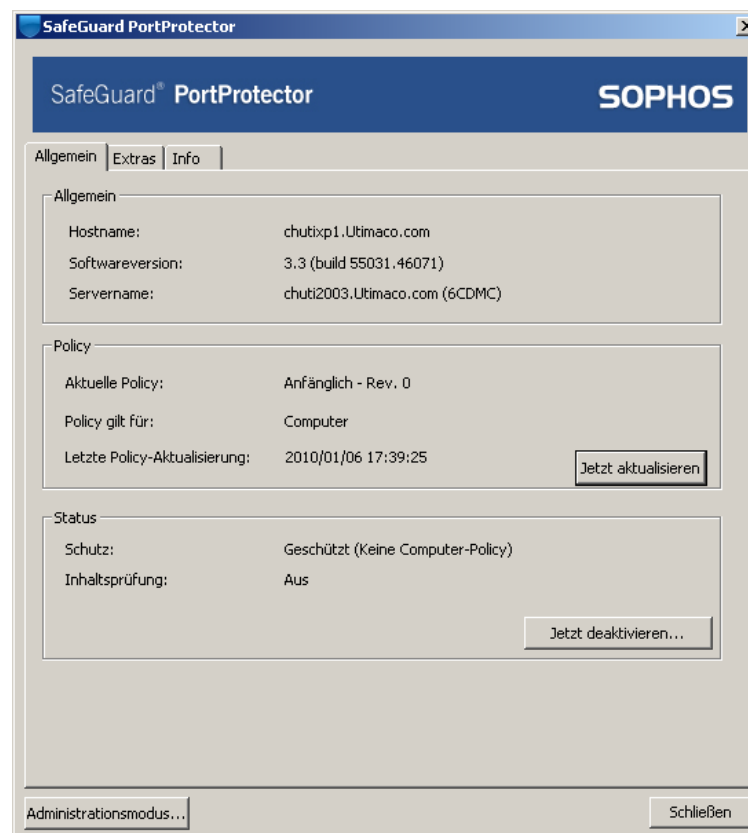 SafeGuard PortProtector
SafeGuard® PortProtector
SOPHOS
Allgemein Extras Info
Allgemein
Hostname: chutixp1.Utimaco.com
Softwareversion: 3.3 (build 55031.46071)
Servername: chuti2003.Utimaco.com (6CDMC)
Policy
Aktuelle Policy: Anfänglich - Rev. 0
Policy gilt für: Computer
Letzte Policy-Aktualisierung: 2010/01/06 17:39:25
Jetzt aktualisieren
Status
Schutz: Geschützt (Keine Computer-Policy)
Inhaltsprüfung: Aus
Jetzt deaktivieren...
Administrationsmodus... Schließen